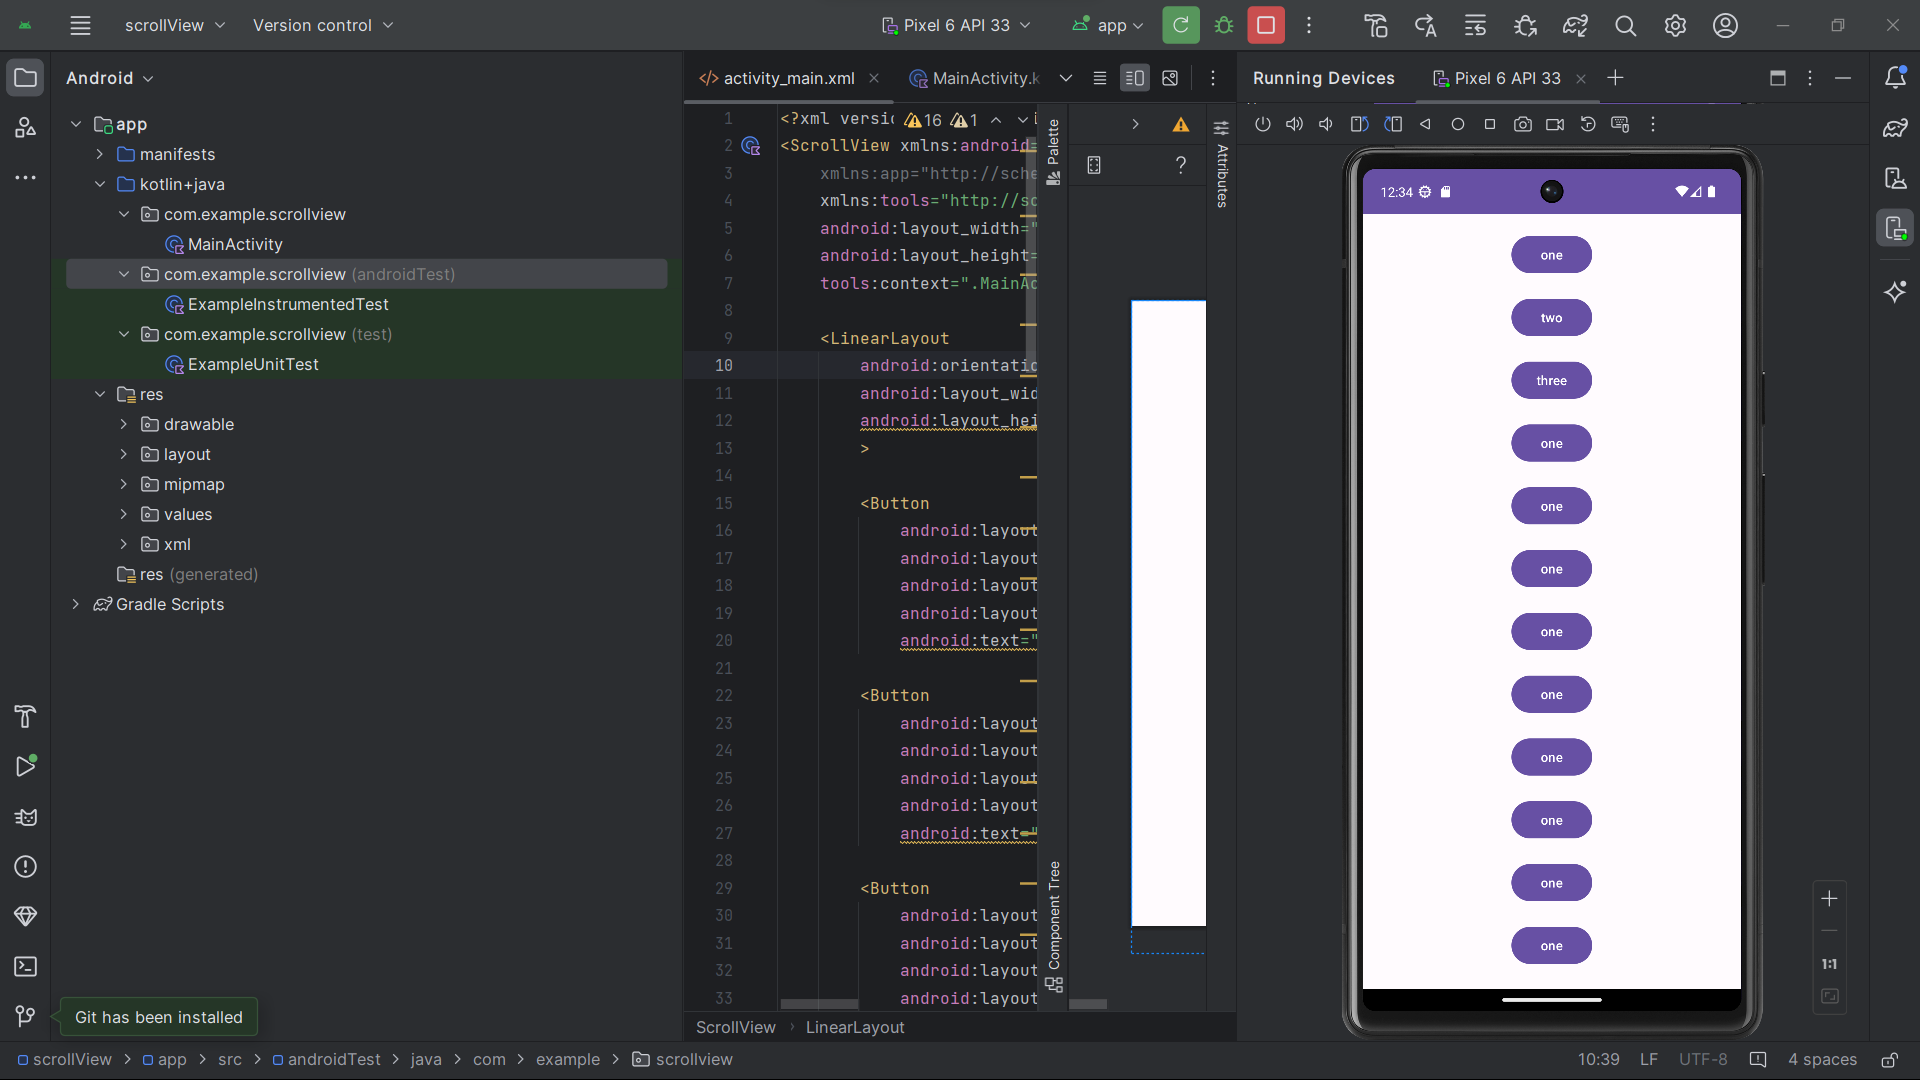 scrollView
Version control
Pixel 6 API 33
app
Android
app
manifests
kotlin+java
com.example.scrollview
MainActivity
com.example.scrollview (androidTest)
ExampleInstrumentedTest
com.example.scrollview (test)
ExampleUnitTest
res
drawable
layout
mipmap
values
xml
res (generated)
Gradle Scripts
Git has been installed
activity_main.xml
MainActivity.k
16
1
1 <?xml versi
2 <ScrollView xmlns:android=
3 xmlns:app="http://sche
4 xmlns:tools="http://sc
5 android:layout_width="
6 android:layout_height=
7 tools:context=".MainAc
8
9 <LinearLayout
10 android:orientatio
11 android:layout_wid
12 android:layout_hei
13 >
14
15 <Button
16 android:layout
17 android:layout
18 android:layout
19 android:layout
20 android:text="
21
22 <Button
23 android:layout
24 android:layout
25 android:layout
26 android:layout
27 android:text="
28
29 <Button
30 android:layout
31 android:layout
32 android:layout
33 android:layout
ScrollView
LinearLayout
Palette
Component Tree
?
Attributes
Running Devices
Pixel 6 API 33
12:34
one
two
three
one
one
one
one
one
one
one
one
one
1:1
scrollView > app > src > androidTest > java > com > example > scrollview
10:39
LF
UTF-8
4 spaces